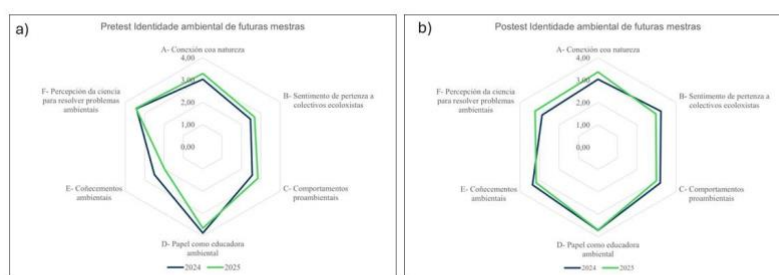 a)
Pretest Identidade ambiental de futuras mestras
A- Conexión coa natureza
4,00
3,00
2,00
1,00
0,00
B- Sentimento de pertenza a
colectivos ecoloxistas
C- Comportamentos
proambientais
D- Papel como educadora
ambiental
E- Coñecementos
ambientais
F- Percepción da ciencia
para resolver problemas
ambientais
2024
2025
b)
Postest Identidade ambiental de futuras mestras
A- Conexión coa natureza
4,00
3,00
2,00
1,00
0,00
B- Sentimento de pertenza a
colectivos ecoloxistas
C- Comportamentos
proambientais
D- Papel como educadora
ambiental
E- Coñecementos
ambientais
F- Percepción da ciencia
para resolver problemas
ambientais
2024
2025